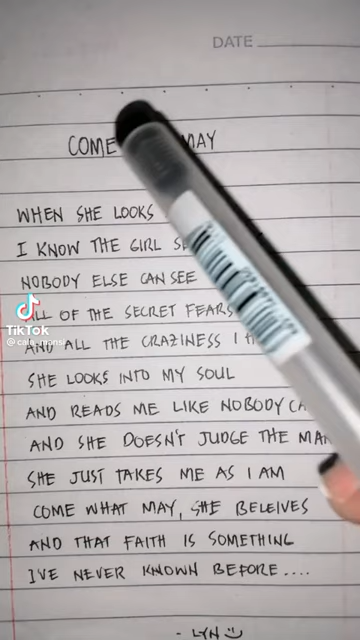 DATE
COME MAY
WHEN SHE LOOKS
I KNOW THE GIRL
NOBODY ELSE CAN SEE
ALL OF THE SECRET FEARS
AND ALL THE CRAZINESS I
SHE LOOKS INTO MY SOUL
AND READS ME LIKE NOBODY
AND SHE DOESN'T JUDGE THE
SHE JUST TAKES ME AS I AM
COME WHAT MAY, SHE BELEIVES
AND THAT FAITH IS SOMETHING
I'VE NEVER KNOWN BEFORE....
- LYN
TikTok